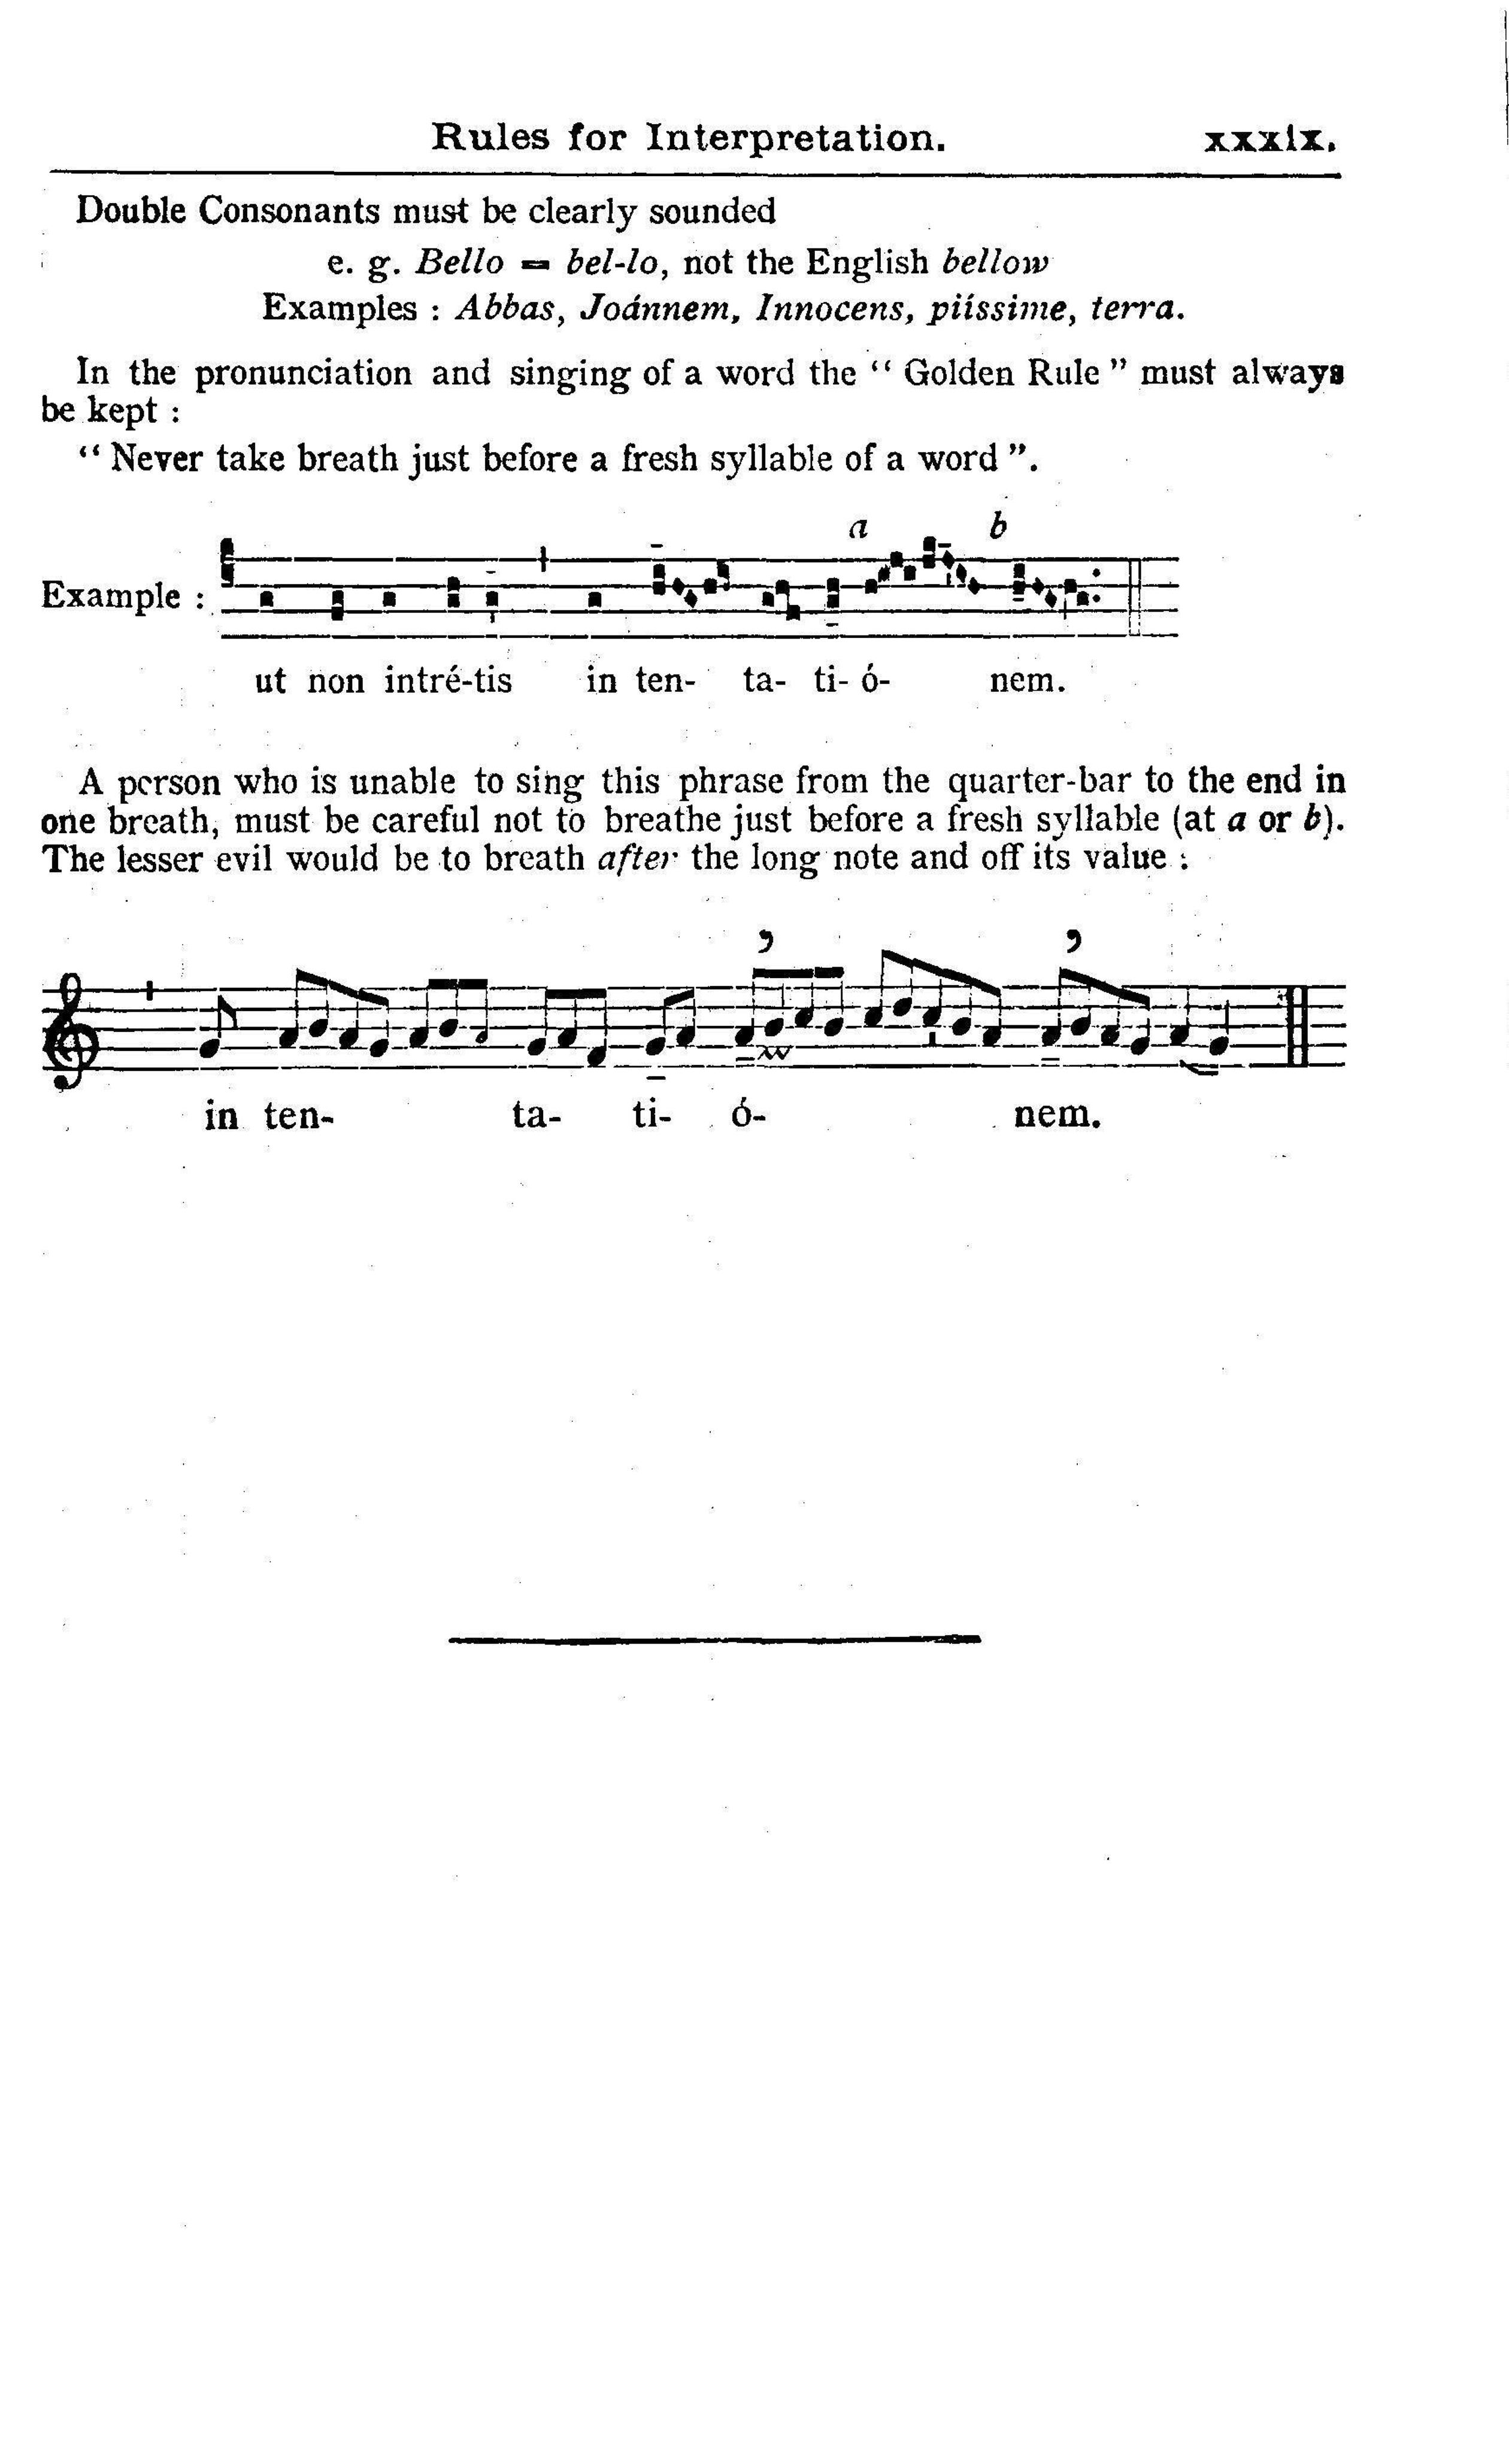 Rules for Interpretation. xxxix.
Double Consonants must be clearly sounded
e. g. Bello = bel-lo, not the English bellow
Examples : Abbas, Joánnem, Innocens, piíssime, terra.
In the pronunciation and singing of a word the “ Golden Rule ” must always
be kept :
“ Never take breath just before a fresh syllable of a word ”.
a b
Example :
ut non intré-tis in ten- ta- ti- ó- nem.
A person who is unable to sing this phrase from the quarter-bar to the end in
one breath, must be careful not to breathe just before a fresh syllable (at a or b).
The lesser evil would be to breath after the long note and off its value :
in ten- ta- ti- ó- nem.